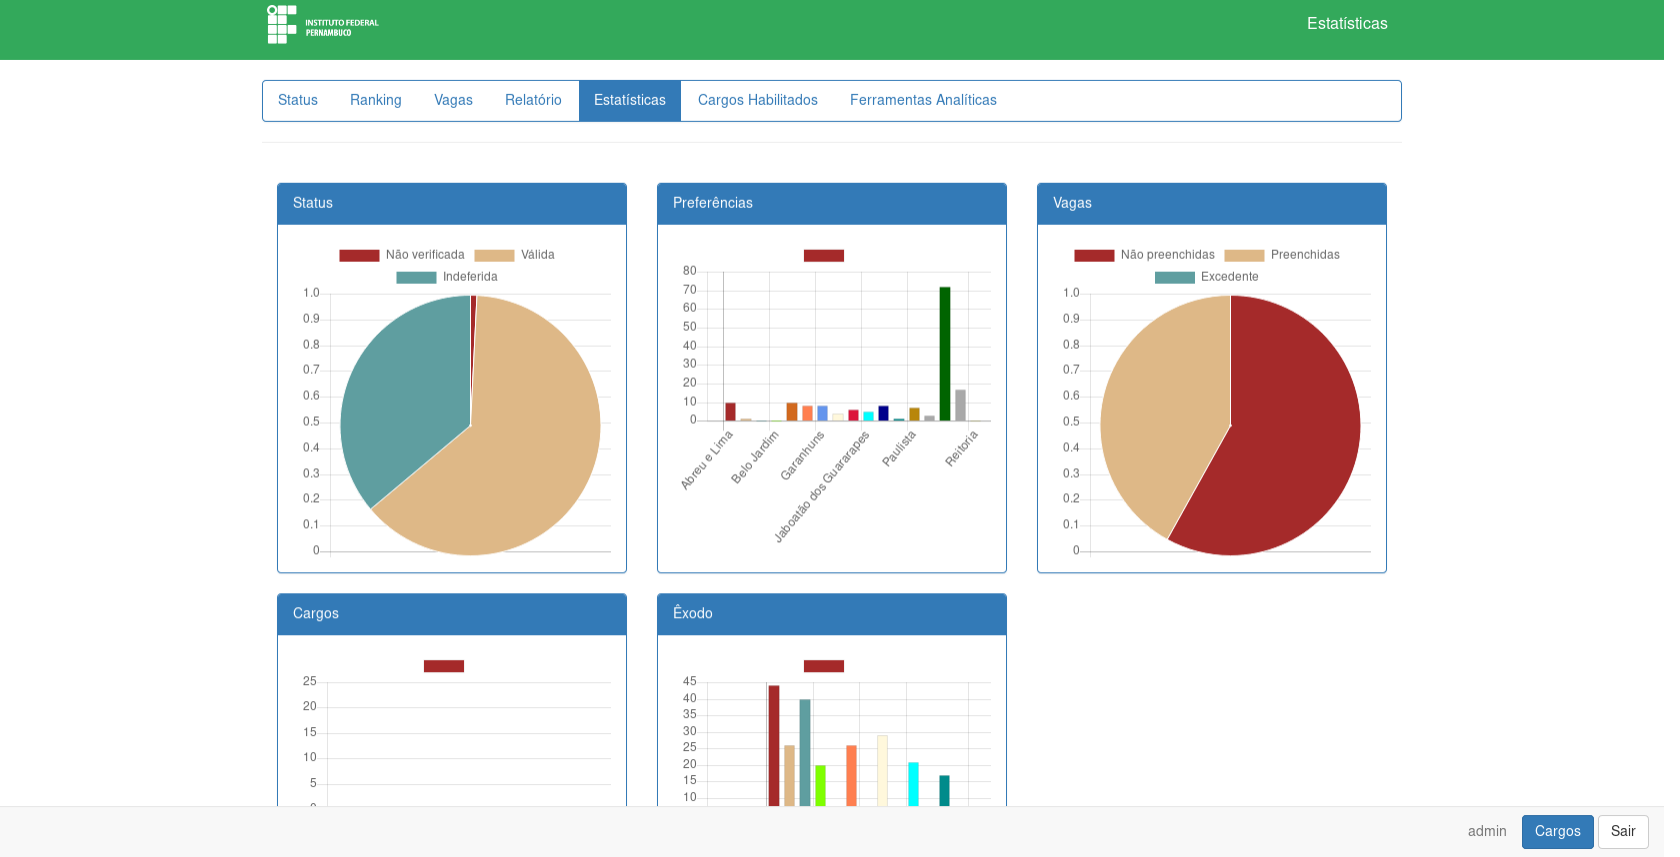 INSTITUTO FEDERAL
PERNAMBUCO
Estatísticas
Status Ranking Vagas Relatório Estatísticas Cargos Habilitados Ferramentas Analíticas
Status
Não verificada Válida
Indeferida
1.0
0.9
0.8
0.7
0.6
0.5
0.4
0.3
0.2
0.1
0
Preferências
80
70
60
50
40
30
20
10
0
Abreu e Lima
Belo Jardim
Garanhuns
Jaboatão dos Guararapes
Paulista
Reitoria
Vagas
Não preenchidas Preenchidas
Excedente
1.0
0.9
0.8
0.7
0.6
0.5
0.4
0.3
0.2
0.1
0
Cargos
25
20
15
10
5
Êxodo
45
40
35
30
25
20
15
10
admin Cargos Sair